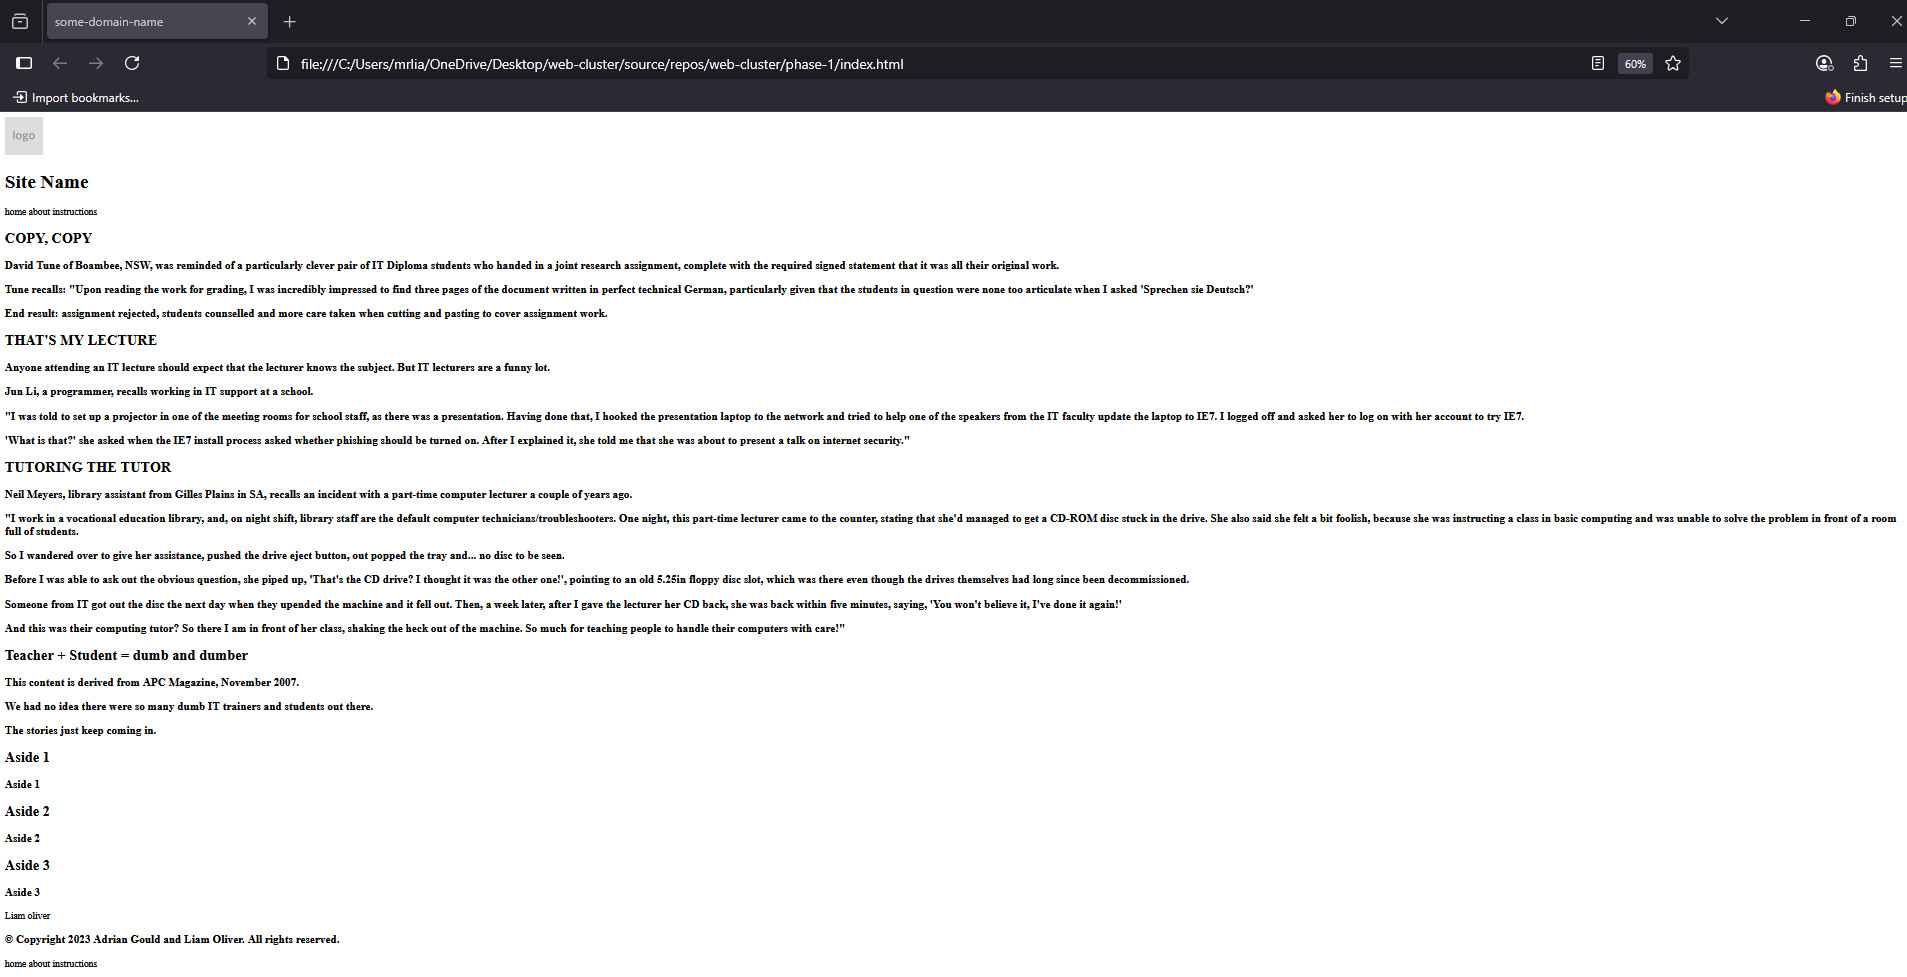 some-domain-name
file:///C:/Users/mrlia/OneDrive/Desktop/web-cluster/source/repos/web-cluster/phase-1/index.html
60%
Import bookmarks...
Finish setup
logo
Site Name
home about instructions
COPY, COPY
David Tune of Boambee, NSW, was reminded of a particularly clever pair of IT Diploma students who handed in a joint research assignment, complete with the required signed statement that it was all their original work.
Tune recalls: "Upon reading the work for grading, I was incredibly impressed to find three pages of the document written in perfect technical German, particularly given that the students in question were none too articulate when I asked 'Sprechen sie Deutsch?'
End result: assignment rejected, students counselled and more care taken when cutting and pasting to cover assignment work.
THAT'S MY LECTURE
Anyone attending an IT lecture should expect that the lecturer knows the subject. But IT lecturers are a funny lot.
Jun Li, a programmer, recalls working in IT support at a school.
"I was told to set up a projector in one of the meeting rooms for school staff, as there was a presentation. Having done that, I hooked the presentation laptop to the network and tried to help one of the speakers from the IT faculty update the laptop to IE7. I logged off and asked her to log on with her account to try IE7.
'What is that?' she asked when the IE7 install process asked whether phishing should be turned on. After I explained it, she told me that she was about to present a talk on internet security."
TUTORING THE TUTOR
Neil Meyers, library assistant from Gilles Plains in SA, recalls an incident with a part-time computer lecturer a couple of years ago.
"I work in a vocational education library, and, on night shift, library staff are the default computer technicians/troubleshooters. One night, this part-time lecturer came to the counter, stating that she'd managed to get a CD-ROM disc stuck in the drive. She also said she felt a bit foolish, because she was instructing a class in basic computing and was unable to solve the problem in front of a room
full of students.
So I wandered over to give her assistance, pushed the drive eject button, out popped the tray and... no disc to be seen.
Before I was able to ask out the obvious question, she piped up, 'That's the CD drive? I thought it was the other one!', pointing to an old 5.25in floppy disc slot, which was there even though the drives themselves had long since been decommissioned.
Someone from IT got out the disc the next day when they upended the machine and it fell out. Then, a week later, after I gave the lecturer her CD back, she was back within five minutes, saying, 'You won't believe it, I've done it again!'
And this was their computing tutor? So there I am in front of her class, shaking the heck out of the machine. So much for teaching people to handle their computers with care!"
Teacher + Student = dumb and dumber
This content is derived from APC Magazine, November 2007.
We had no idea there were so many dumb IT trainers and students out there.
The stories just keep coming in.
Aside 1
Aside 1
Aside 2
Aside 2
Aside 3
Aside 3
Liam oliver
© Copyright 2023 Adrian Gould and Liam Oliver. All rights reserved.
home about instructions